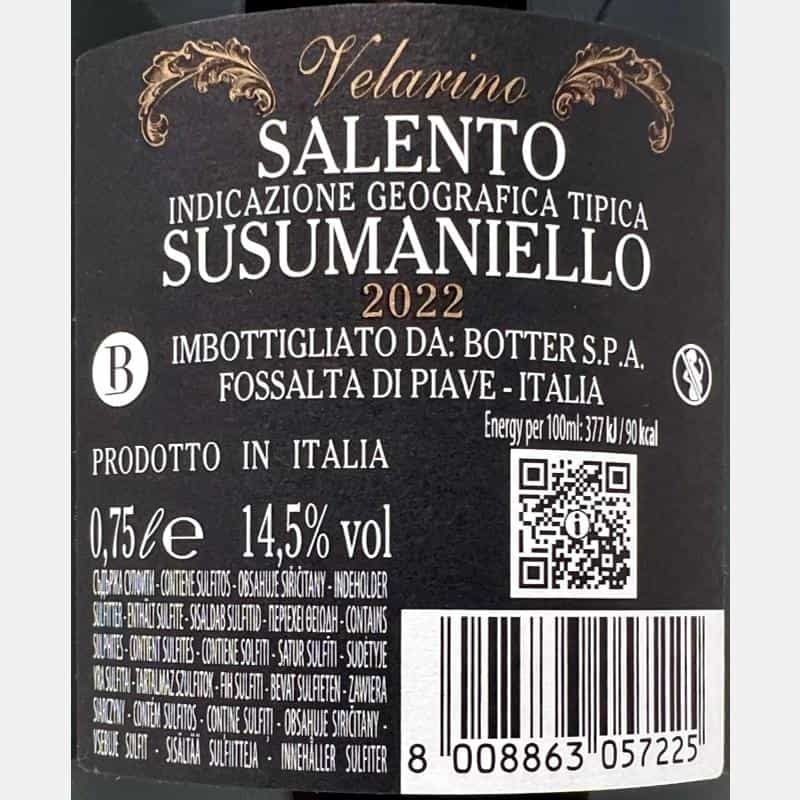 Velarino
SALENTO
INDICAZIONE GEOGRAFICA TIPICA
SUSUMANIELLO
2022
B IMBOTTIGLIATO DA: BOTTER S.P.A.
FOSSALTA DI PIAVE - ITALIA
Energy per 100ml: 377 kJ / 90 kcal
PRODOTTO IN ITALIA
i
0,75 ℓ e 14,5% vol
СЪДЪРЖА СУЛФИТИ - CONTIENE SULFITOS - OBSAHUJE SIŘIČITANY - INDEHOLDER
SULFITTER - ENTHÄLT SULFITE - SISALDAB SULFITID - ΠΕΡΙΕΧΕΙ ΘΕΙΩΔΗ - CONTAINS
SULPHITES - CONTIENT SULFITES - CONTIENE SOLFITI - SATUR SULFĪTI - SUDĖTYJE
YRA SULFITAI - TARTALMAZ SZULFITOK - FIH SULFITI - BEVAT SULFIETEN - ZAWIERA
SIARCZYNY - CONTÉM SULFITOS - CONȚINE SULFIȚI - OBSAHUJE SIRIČITANY -
VSEBUJE SULFIT - SISÄLTÄÄ SULFIITTEJA - INNEHÅLLER SULFITER
8 008863 057225